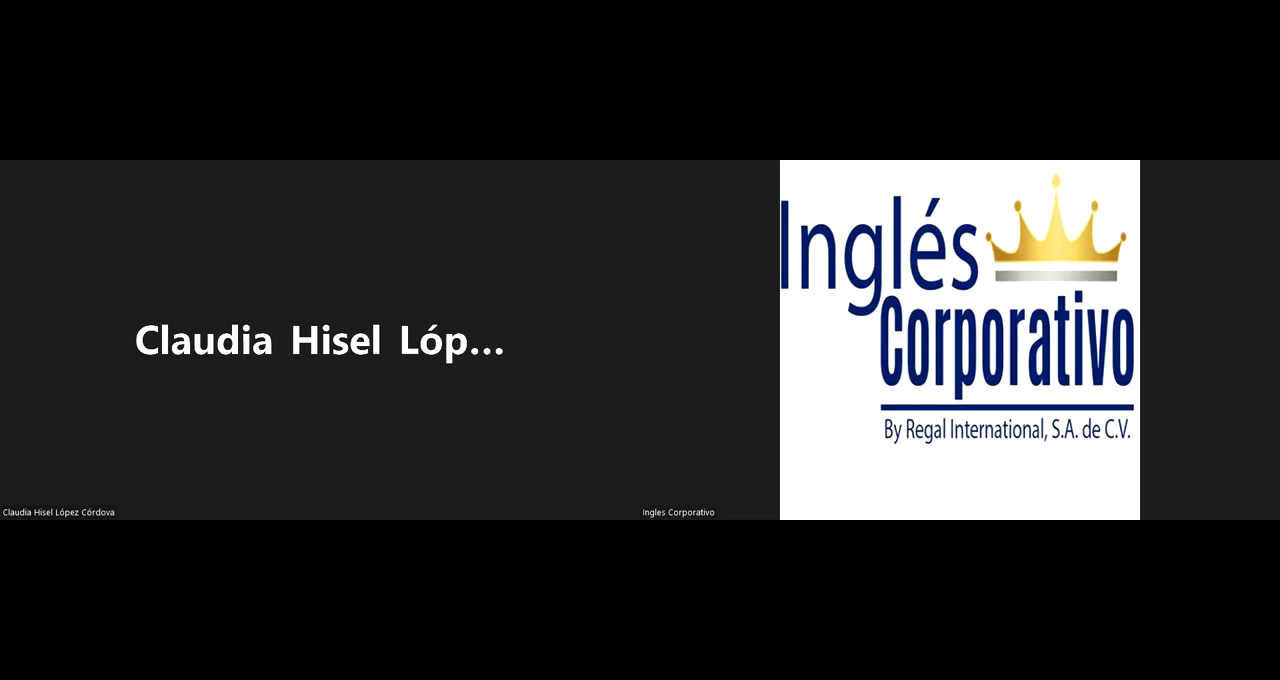 Claudia Hisel Lóp...
Claudia Hisel López Córdova
Inglés
Corporativo
By Regal International, S.A. de C.V.
Ingles Corporativo